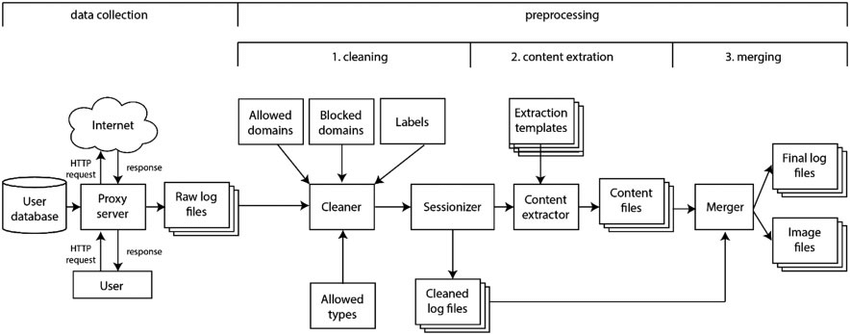 data collection
preprocessing
1. cleaning
2. content extration
3. merging
Internet
HTTP
request
response
User
database
Proxy
server
Raw log
files
HTTP
request
response
User
Allowed
domains
Blocked
domains
Labels
Cleaner
Allowed
types
Sessionizer
Cleaned
log files
Extraction
templates
Content
extractor
Content
files
Merger
Final log
files
Image
files